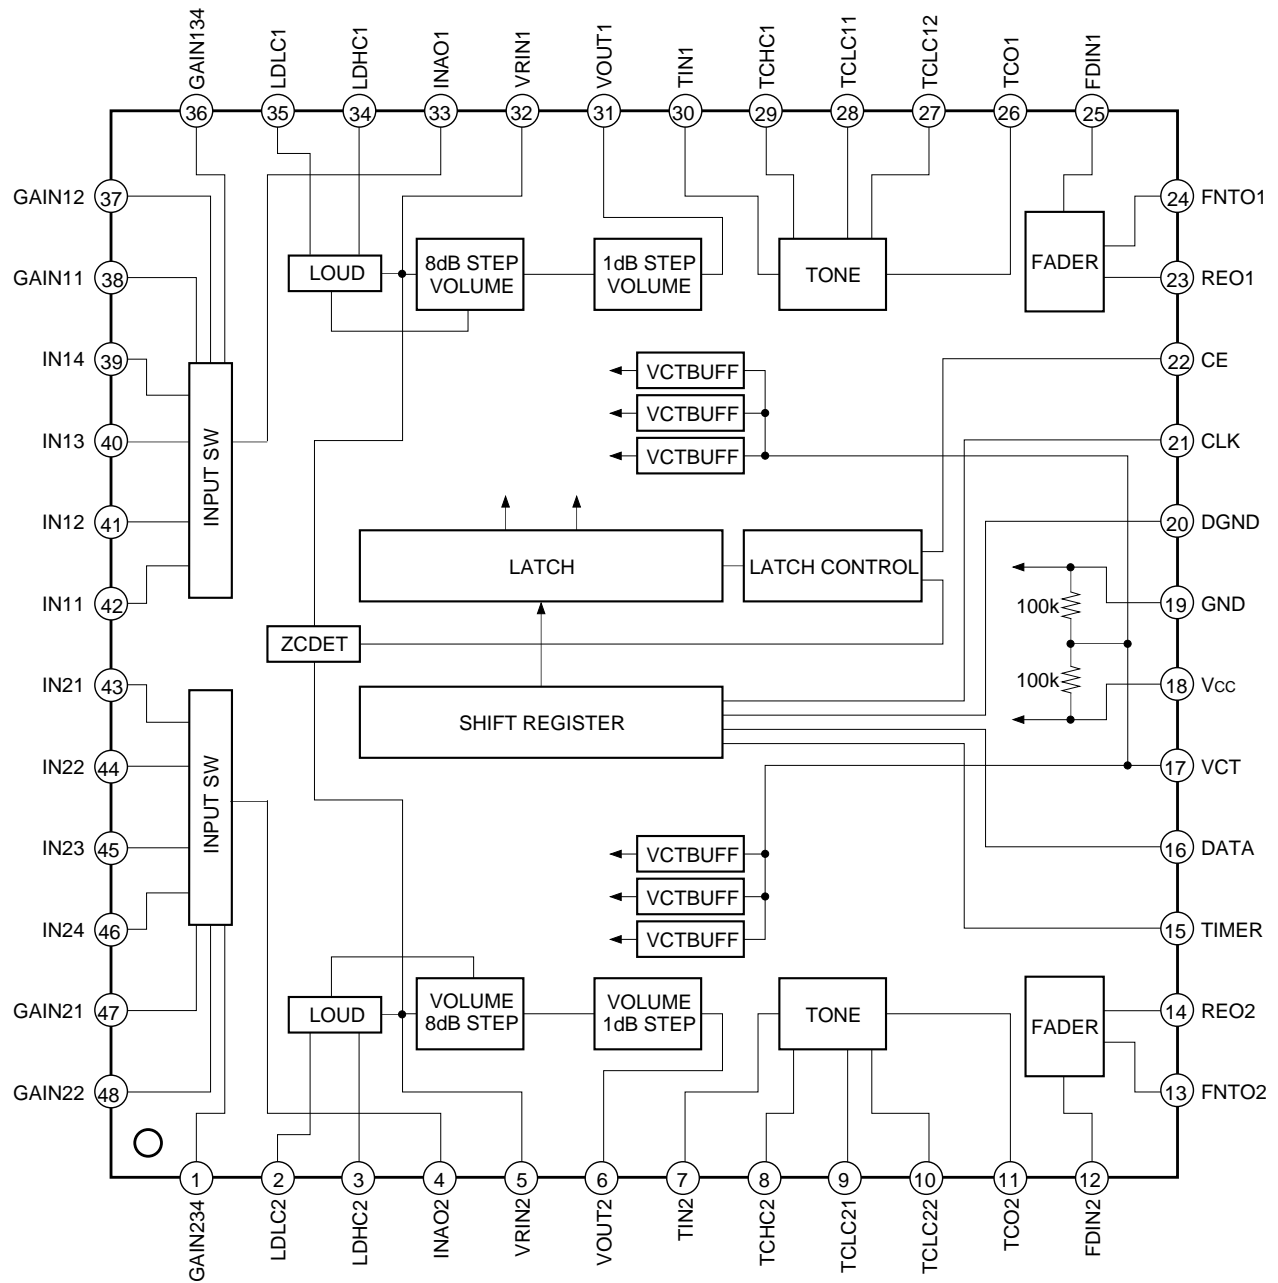 GAIN134
LDLC1
LDHC1
INAO1
VRIN1
VOUT1
TIN1
TCHC1
TCLC11
TCLC12
TCO1
FDIN1
36
35
34
33
32
31
30
29
28
27
26
25
GAIN12
37
24
FNTO1
GAIN11
38
LOUD
8dB STEP
VOLUME
1dB STEP
VOLUME
TONE
FADER
23
REO1
IN14
39
VCTBUFF
22
CE
VCTBUFF
IN13
40
VCTBUFF
21
CLK
INPUT SW
IN12
41
20
DGND
LATCH
LATCH CONTROL
IN11
42
100k
19
GND
ZCDET
IN21
43
100k
18
VCC
SHIFT REGISTER
IN22
44
17
VCT
INPUT SW
IN23
45
VCTBUFF
16
DATA
VCTBUFF
IN24
46
VCTBUFF
15
TIMER
GAIN21
47
LOUD
VOLUME
8dB STEP
VOLUME
1dB STEP
TONE
FADER
14
REO2
GAIN22
48
13
FNTO2
1
2
3
4
5
6
7
8
9
10
11
12
GAIN234
LDLC2
LDHC2
INAO2
VRIN2
VOUT2
TIN2
TCHC2
TCLC21
TCLC22
TCO2
FDIN2